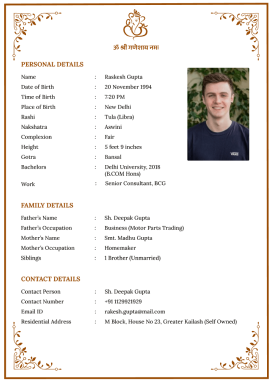 ॐ श्री गणेशाय नमः
PERSONAL DETAILS
Name : Raskesh Gupta
Date of Birth : 20 November 1994
Time of Birth : 7:20 PM
Place of Birth : New Delhi
Rashi : Tula (Libra)
Nakshatra : Aswini
Complexion : Fair
Height : 5 feet 9 inches
Gotra : Bansal
Bachelors : Delhi University, 2018
(B.COM Hons)
Work : Senior Consultant, BCG
FAMILY DETAILS
Father's Name : Sh. Deepak Gupta
Father's Occupation : Business (Motor Parts Trading)
Mother's Name : Smt. Madhu Gupta
Mother's Occupation : Homemaker
Siblings : 1 Brother (Unmarried)
CONTACT DETAILS
Contact Person : Sh. Deepak Gupta
Contact Number : +91 1129921929
Email ID : rakesh.gupta@mail.com
Residential Address : M Block, House No 23, Greater Kailash (Self Owned)